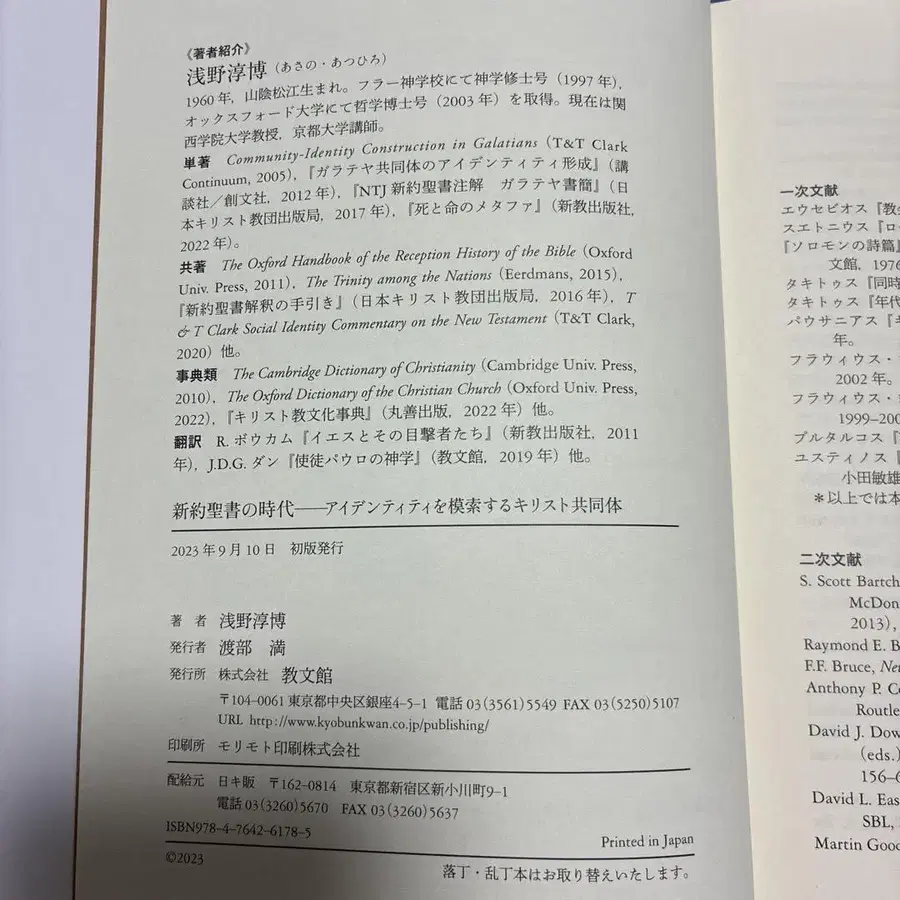 《著者紹介》
浅野淳博（あさの・あつひろ）
1960年，山陰松江生まれ。フラー神学校にて神学修士号（1997年），
オックスフォード大学にて哲学博士号（2003年）を取得。現在は関
西学院大学教授，京都大学講師。
単著 Community-Identity Construction in Galatians（T&T Clark
Continuum, 2005），『ガラテヤ共同体のアイデンティティ形成』（講
談社／創文社，2012年），『NTJ新約聖書注解　ガラテヤ書簡』（日
本キリスト教団出版局，2017年），『死と命のメタファ』（新教出版社，
2022年）。
共著 The Oxford Handbook of the Reception History of the Bible（Oxford
Univ. Press, 2011），The Trinity among the Nations（Eerdmans, 2015），
『新約聖書解釈の手引き』（日本キリスト教団出版局，2016年），T
& T Clark Social Identity Commentary on the New Testament（T&T Clark,
2020）他。
事典類 The Cambridge Dictionary of Christianity（Cambridge Univ. Press,
2010），The Oxford Dictionary of the Christian Church（Oxford Univ. Press,
2022），『キリスト教文化事典』（丸善出版，2022年）他。
翻訳 R.ボウカム『イエスとその目撃者たち』（新教出版社，2011
年），J.D.G.ダン『使徒パウロの神学』（教文館，2019年）他。
新約聖書の時代——アイデンティティを模索するキリスト共同体
2023年9月10日　初版発行
著　者　浅野淳博
発行者　渡部　満
発行所　株式会社　教文館
〒104-0061東京都中央区銀座4-5-1 電話 03(3561)5549 FAX 03(5250)5107
URL http://www.kyobunkwan.co.jp/publishing/
印刷所　モリモト印刷株式会社
配給元　日キ販　〒162-0814　東京都新宿区新小川町9-1
電話 03(3260)5670　FAX 03(3260)5637
ISBN978-4-7642-6178-5
Printed in Japan
©2023
落丁・乱丁本はお取り替えいたします。
一次文献
エウセビオス『教会
スエトニウス『ロ
『ソロモンの詩篇』
文館，1976
タキトゥス『同時
タキトゥス『年代
パウサニアス『ギ
年。
フラウィウス・
2002年。
フラウィウス・
1999–200
プルタルコス『
ユスティノス『
小田敏雄
＊以上では本
二次文献
S. Scott Bartch
McDon
2013),
Raymond E. B
F.F. Bruce, New
Anthony P. Co
Routle
David J. Dow
(eds.)
156–6
David L. Eas
SBL,
Martin Good